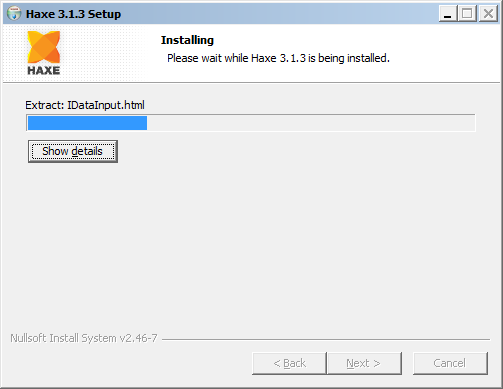 Haxe 3.1.3 Setup
HAXE
Installing
Please wait while Haxe 3.1.3 is being installed.
Extract: IDataInput.html
Show details
Nullsoft Install System v2.46-7
< Back
Next >
Cancel